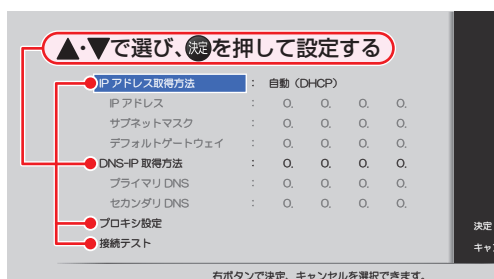 ▲・▼で選び、決定を押して設定する
IP アドレス取得方法 : 自動（DHCP）
IP アドレス : 0. 0. 0. 0.
サブネットマスク : 0. 0. 0. 0.
デフォルトゲートウェイ : 0. 0. 0. 0.
DNS-IP 取得方法 : 0. 0. 0. 0.
プライマリ DNS : 0. 0. 0. 0.
セカンダリ DNS : 0. 0. 0. 0.
プロキシ設定
接続テスト
決定
キャン
右ボタンで決定、キャンセルを選択できます。